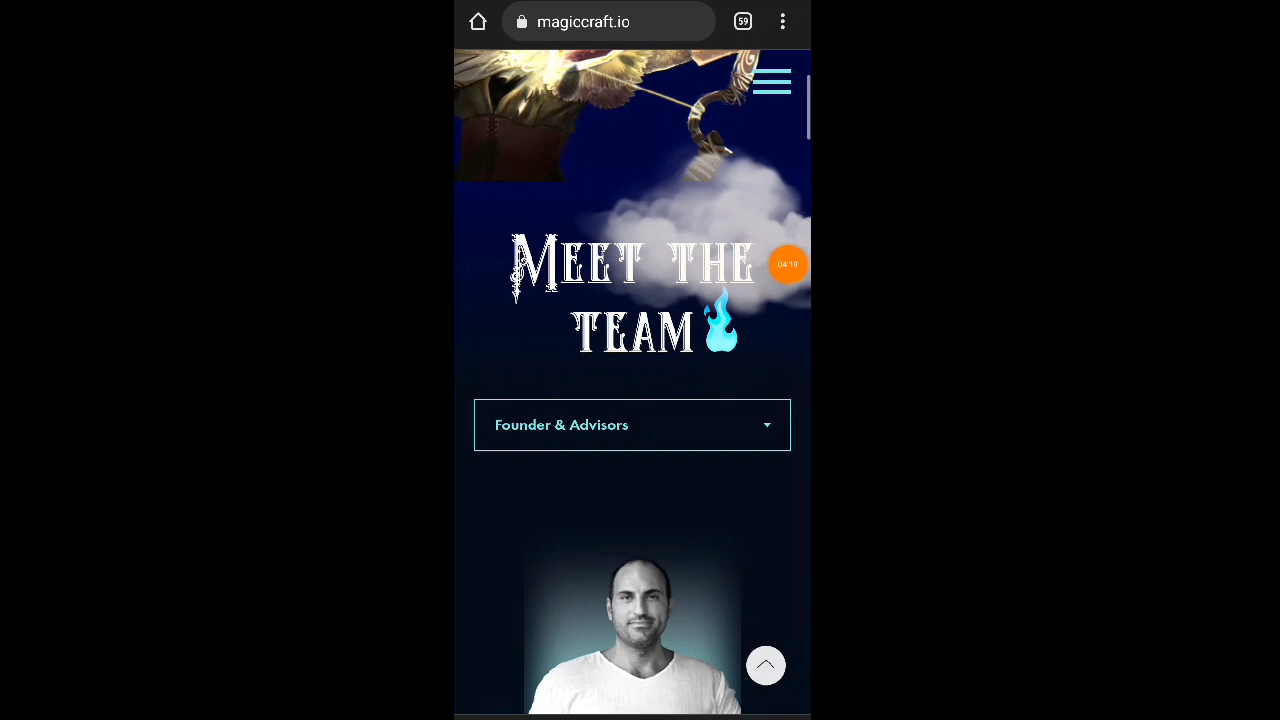 59
magiccraft.io
Meet the
team
04:19
Founder & Advisors